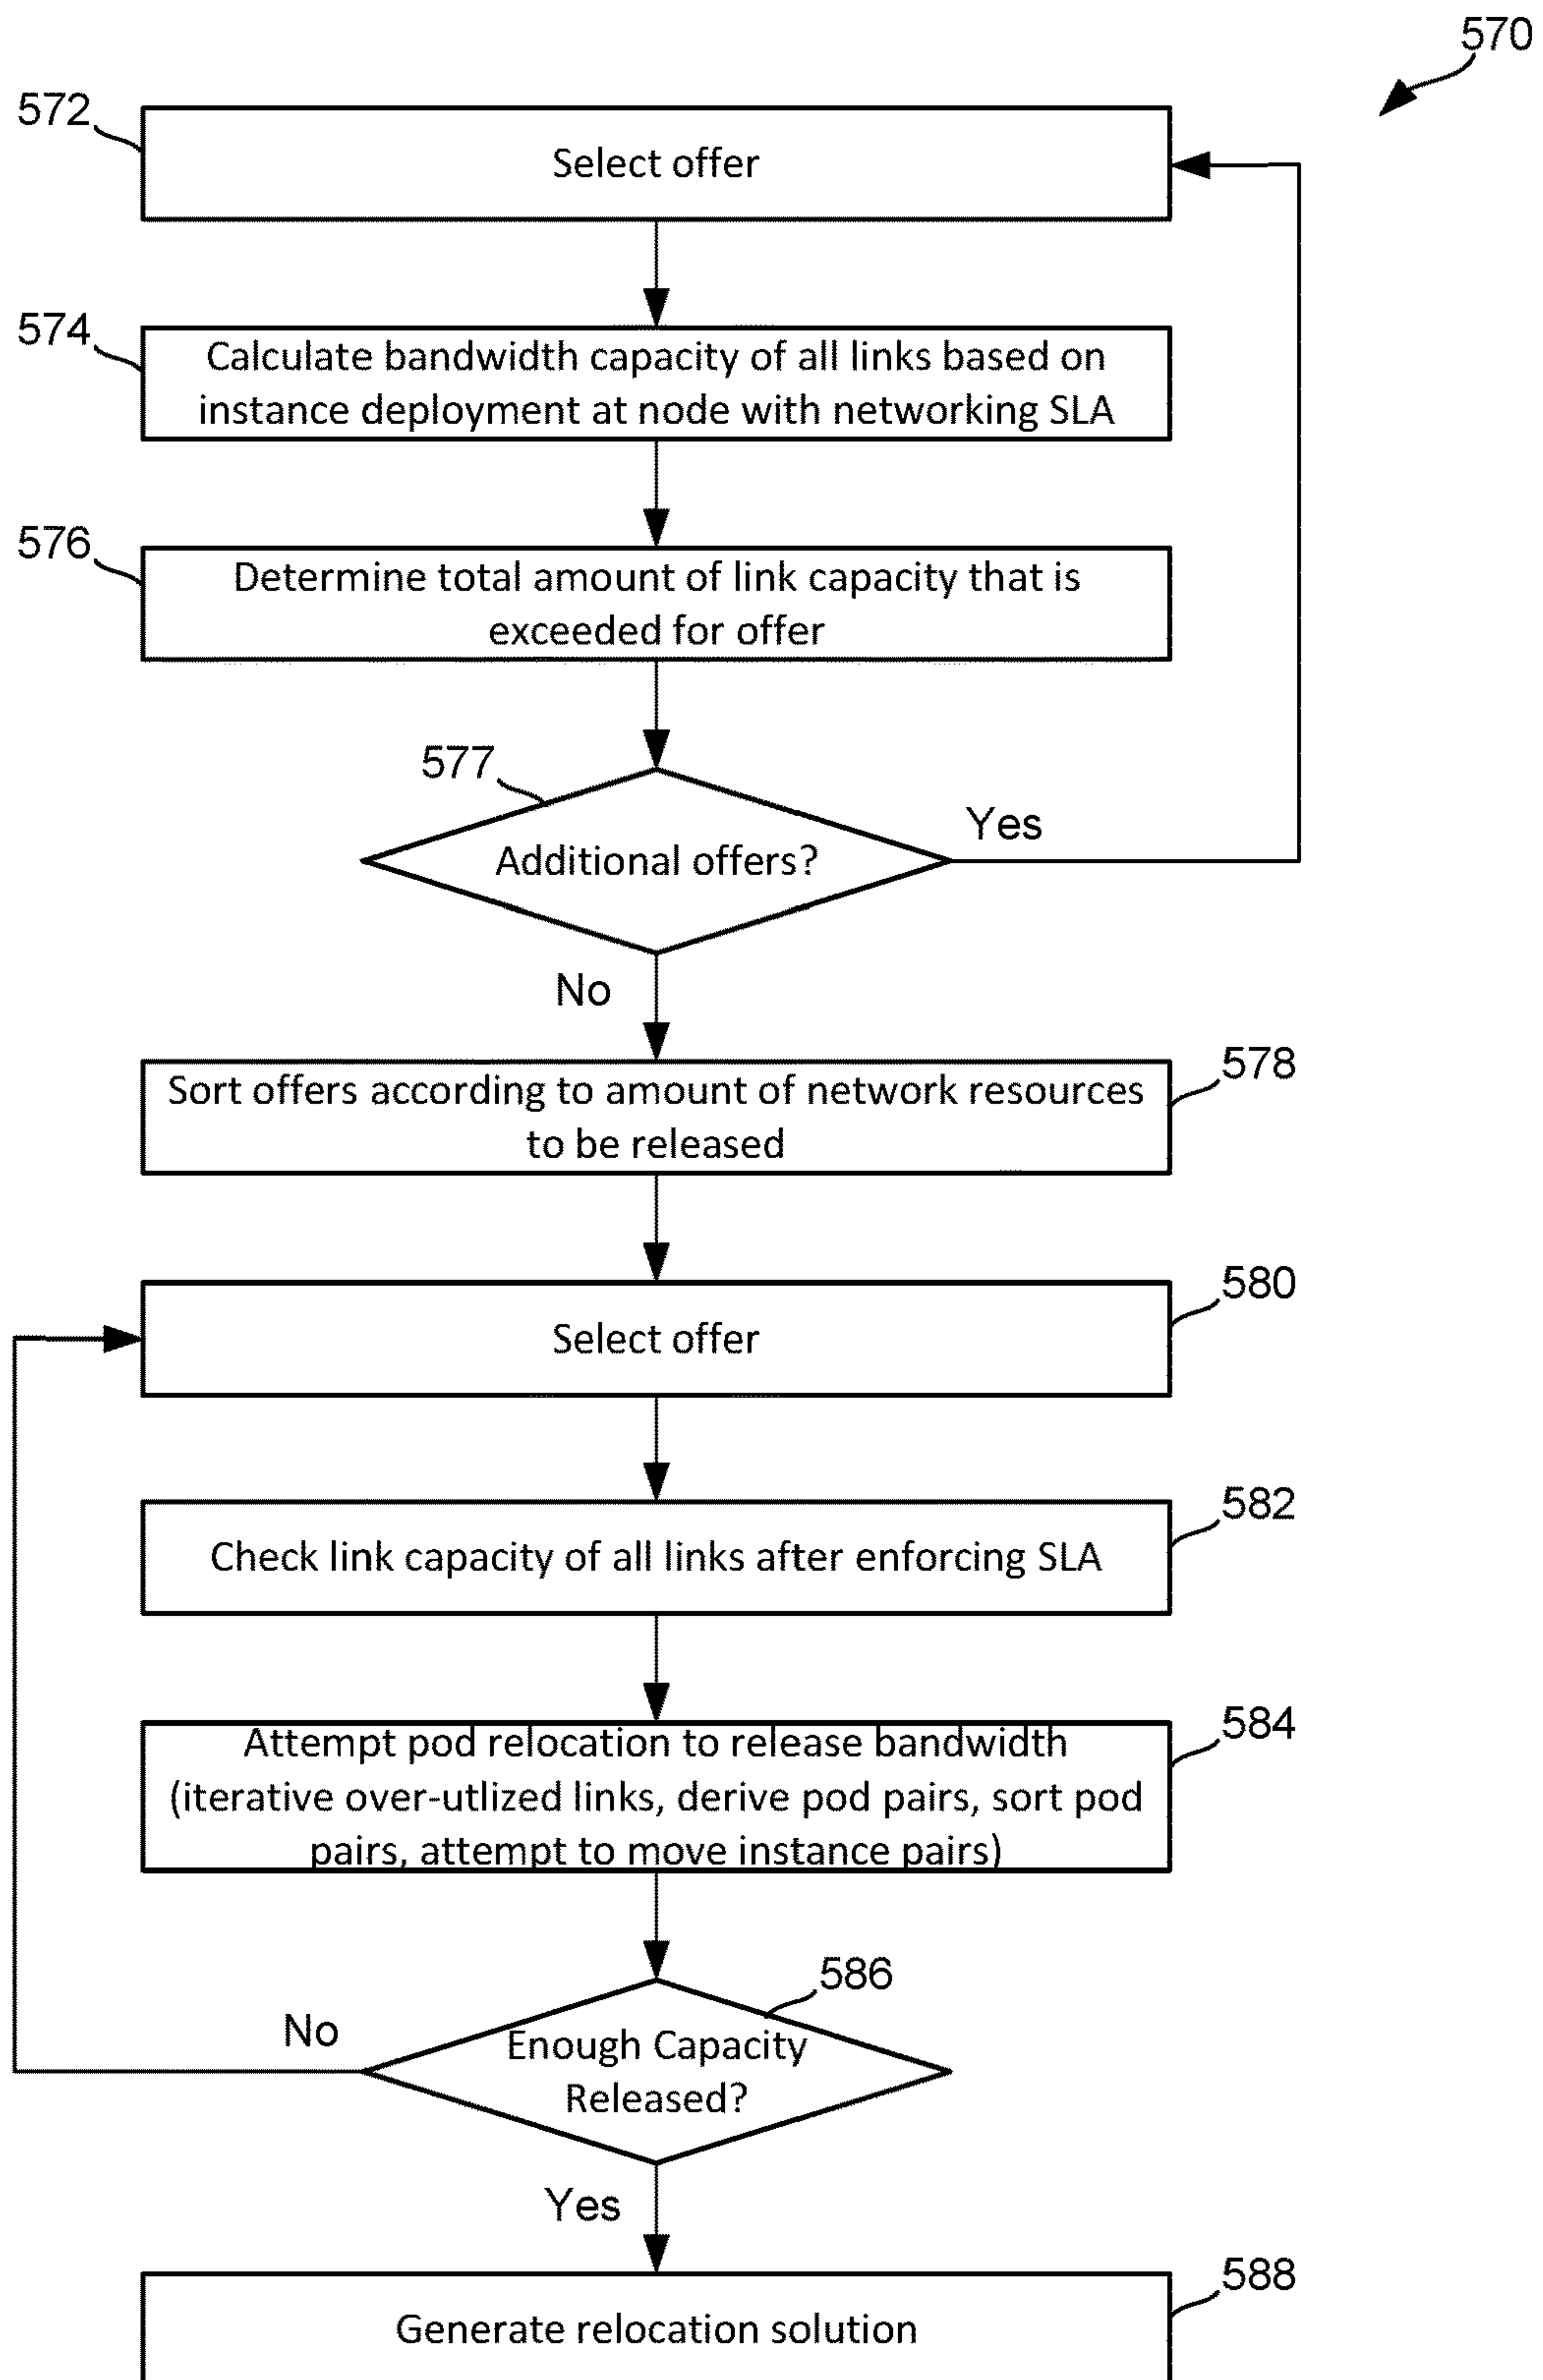 570
572
Select offer
574
Calculate bandwidth capacity of all links based on
instance deployment at node with networking SLA
576
Determine total amount of link capacity that is
exceeded for offer
577
Additional offers?
Yes
No
578
Sort offers according to amount of network resources
to be released
580
Select offer
582
Check link capacity of all links after enforcing SLA
584
Attempt pod relocation to release bandwidth
(iterative over-utlized links, derive pod pairs, sort pod
pairs, attempt to move instance pairs)
586
No
Enough Capacity
Released?
Yes
588
Generate relocation solution